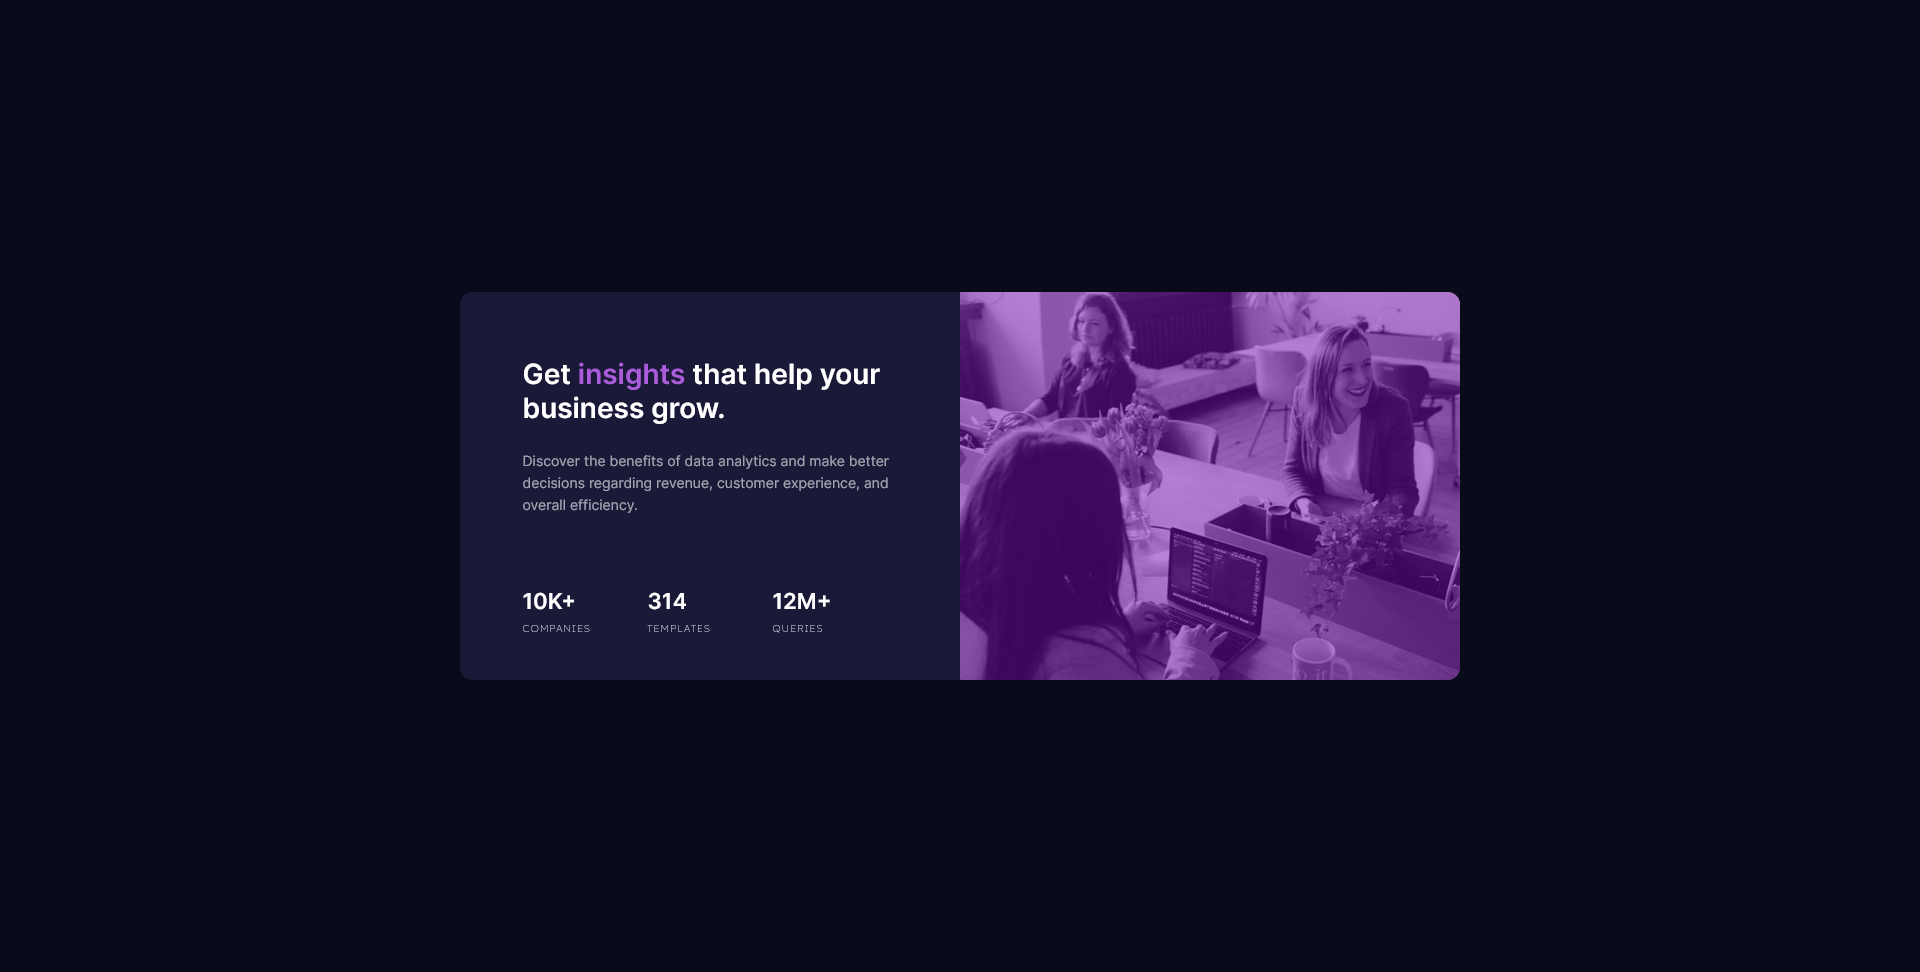 Get insights that help your
business grow.
Discover the benefits of data analytics and make better
decisions regarding revenue, customer experience, and
overall efficiency.
10K+ 314 12M+
COMPANIES TEMPLATES QUERIES